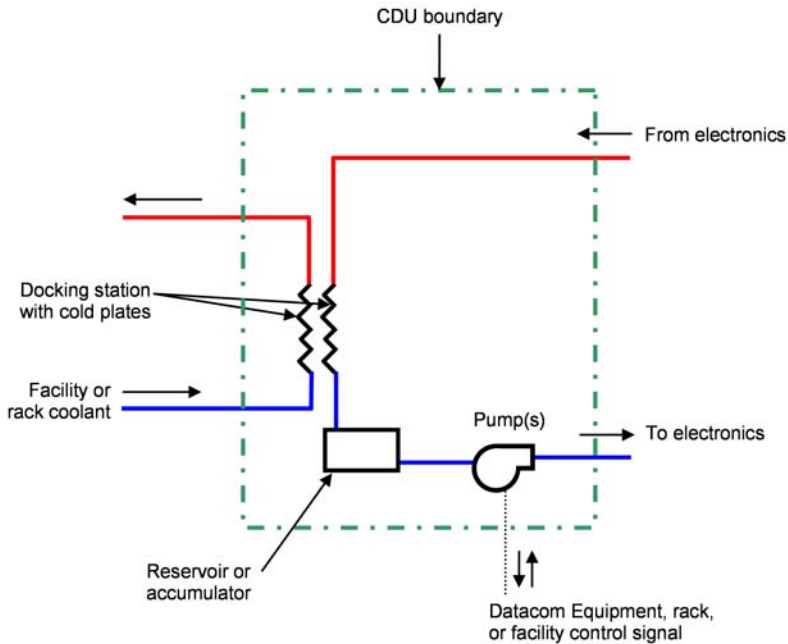 CDU boundary
From electronics
Docking station
with cold plates
Facility or
rack coolant
Pump(s)
To electronics
Reservoir or
accumulator
Datacom Equipment, rack,
or facility control signal